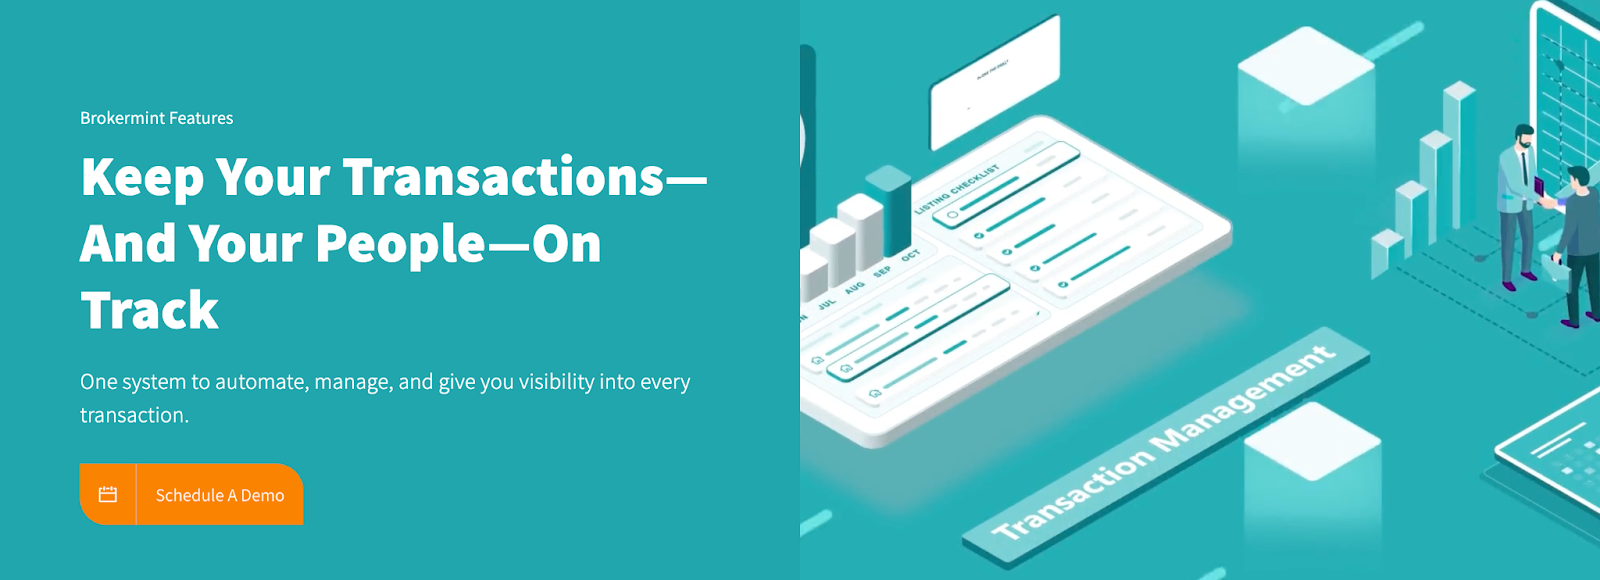 Brokermint Features
Keep Your Transactions—
And Your People—On
Track
One system to automate, manage, and give you visibility into every
transaction.
Schedule A Demo
LISTING CHECKLIST
JUL AUG SEP OCT
Transaction Management